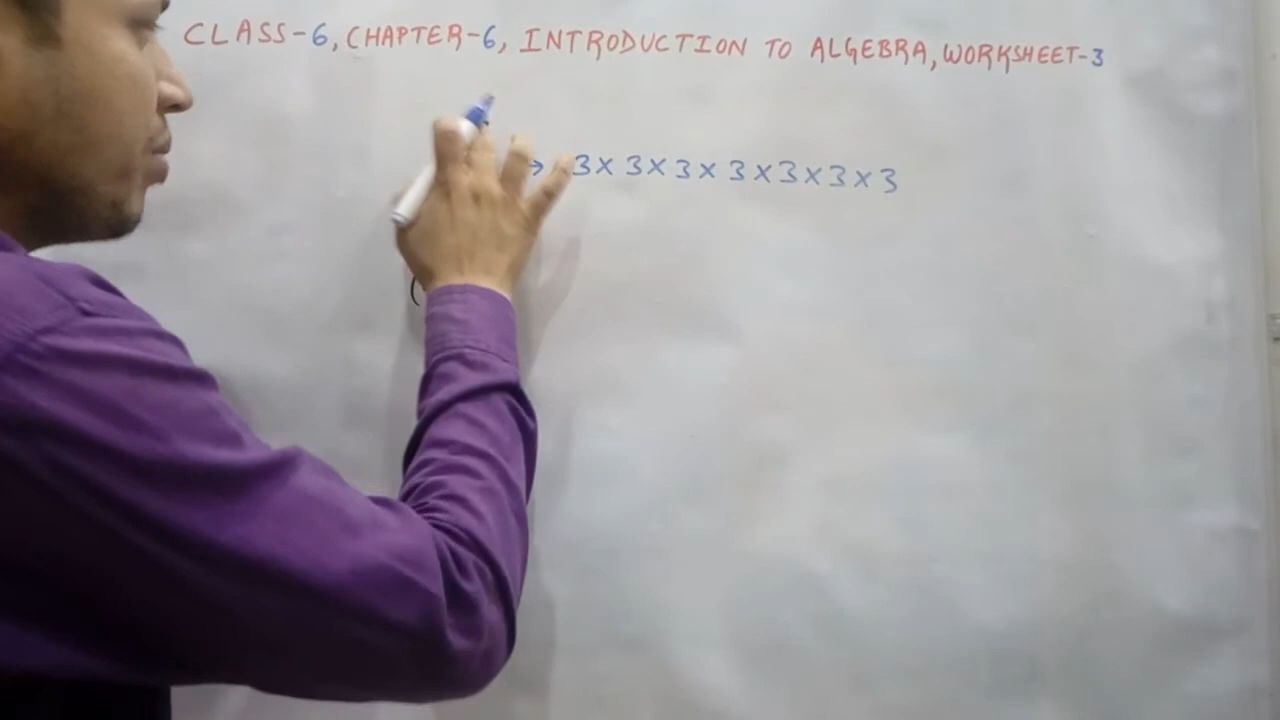 CLASS-6, CHAPTER-6, INTRODUCTION TO ALGEBRA, WORKSHEET-3
→ 3×3×3×3×3×3×3